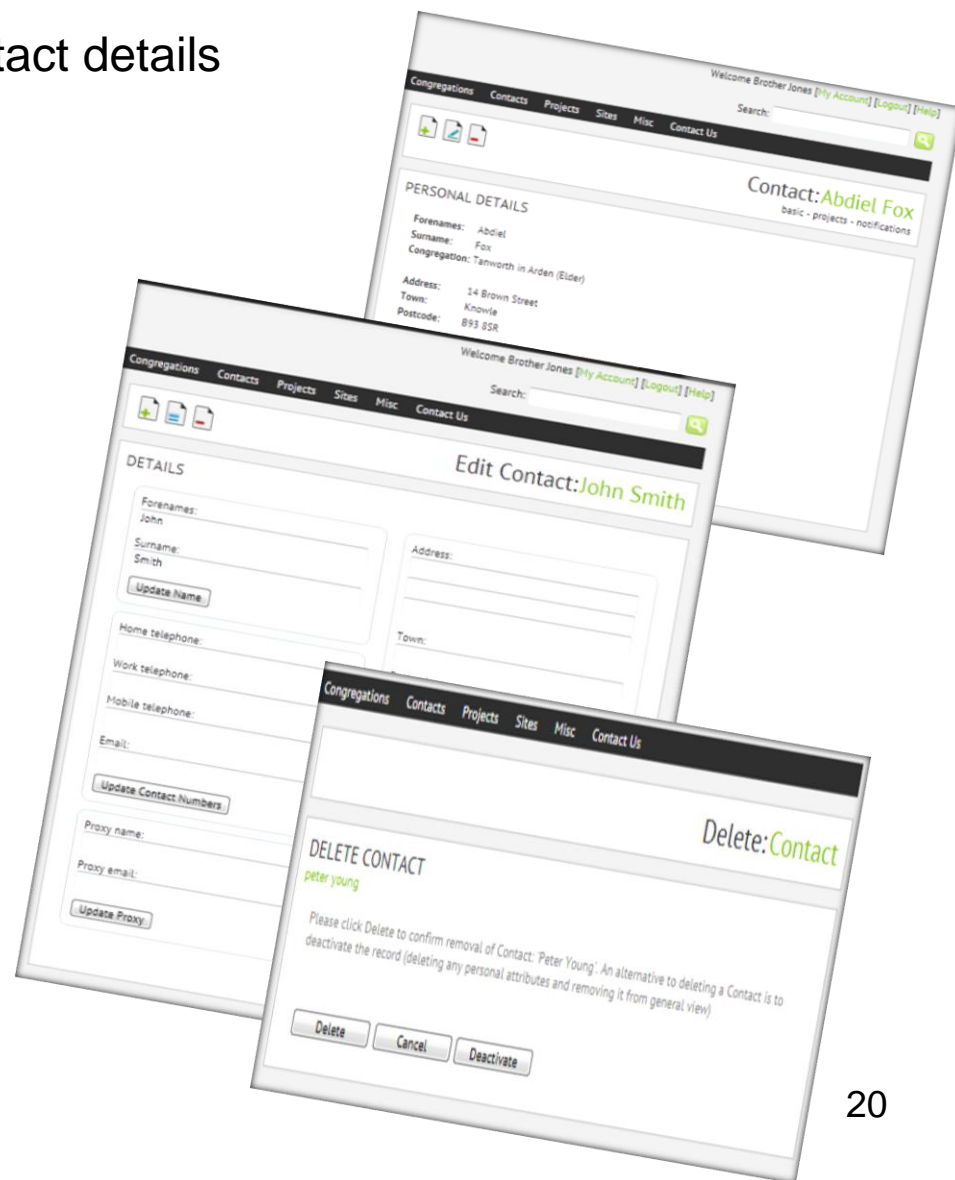 tact details
Welcome Brother Jones [My Account] [Logout] [Help]
Search:
Congregations Contacts Projects Sites Misc Contact Us
Contact:Abdiel Fox
basic - projects - notifications
PERSONAL DETAILS
Forenames: Abdiel
Surname: Fox
Congregation: Tanworth in Arden (Elder)
Address: 14 Brown Street
Town: Knowle
Postcode: B93 8SR
Welcome Brother Jones [My Account] [Logout] [Help]
Search:
Congregations Contacts Projects Sites Misc Contact Us
Edit Contact:John Smith
DETAILS
Forenames:
John
Surname:
Smith
Update Name
Address:
Town:
Home telephone:
Work telephone:
Mobile telephone:
Email:
Update Contact Numbers
Proxy name:
Proxy email:
Update Proxy
Congregations Contacts Projects Sites Misc Contact Us
Delete:Contact
DELETE CONTACT
peter young
Please click Delete to confirm removal of Contact: 'Peter Young'. An alternative to deleting a Contact is to
deactivate the record (deleting any personal attributes and removing it from general view)
Delete Cancel Deactivate
20